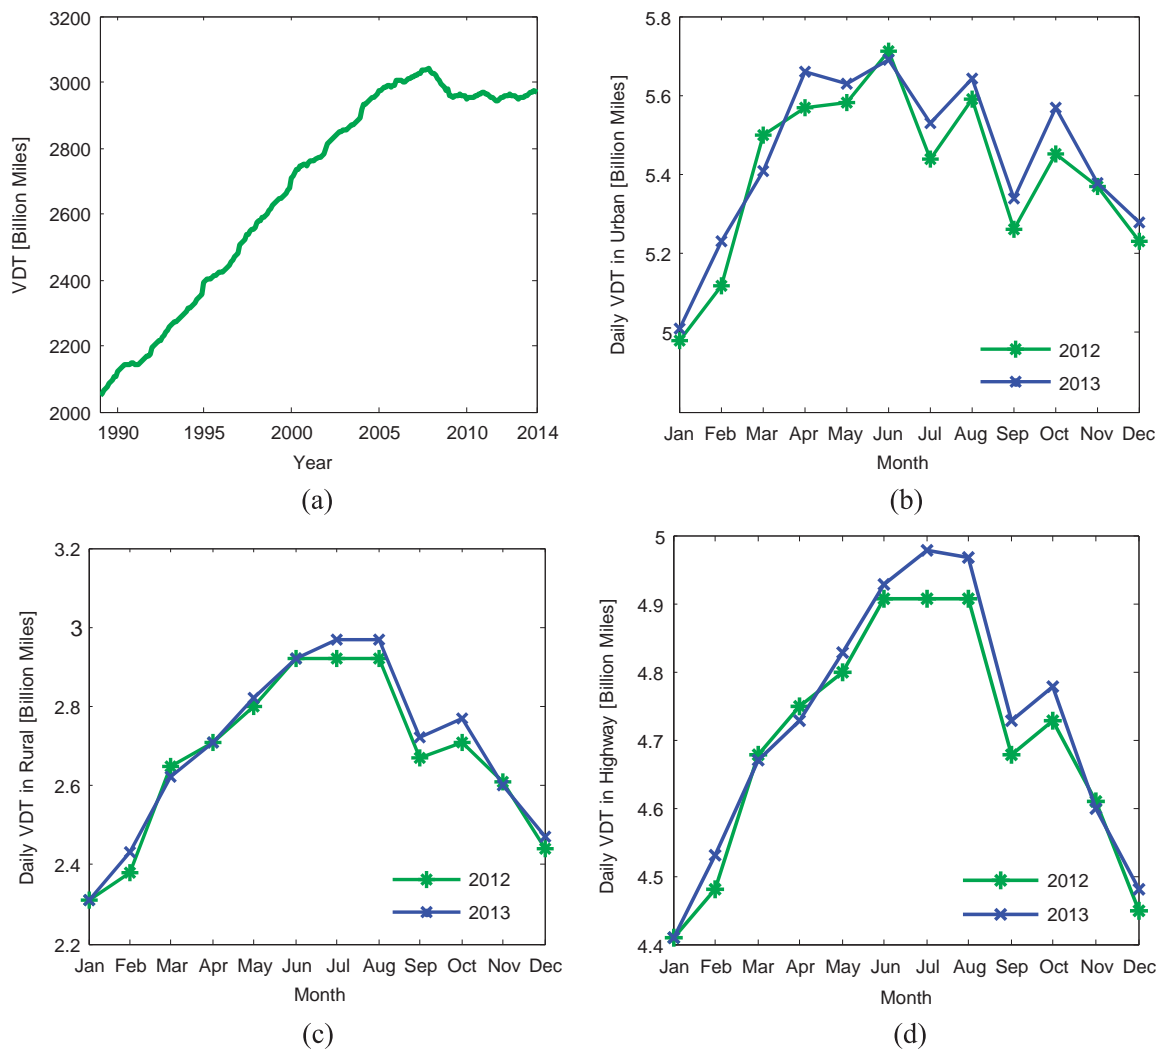 3200
3000
2800
2600
2400
2200
2000
VDT [Billion Miles]
1990 1995 2000 2005 2010 2014
Year
(a)
5.8
5.6
5.4
5.2
5
Daily VDT in Urban [Billion Miles]
2012
2013
Jan Feb Mar Apr May Jun Jul Aug Sep Oct Nov Dec
Month
(b)
3.2
3
2.8
2.6
2.4
2.2
Daily VDT in Rural [Billion Miles]
2012
2013
Jan Feb Mar Apr May Jun Jul Aug Sep Oct Nov Dec
Month
(c)
5
4.9
4.8
4.7
4.6
4.5
4.4
Daily VDT in Highway [Billion Miles]
2012
2013
Jan Feb Mar Apr May Jun Jul Aug Sep Oct Nov Dec
Month
(d)